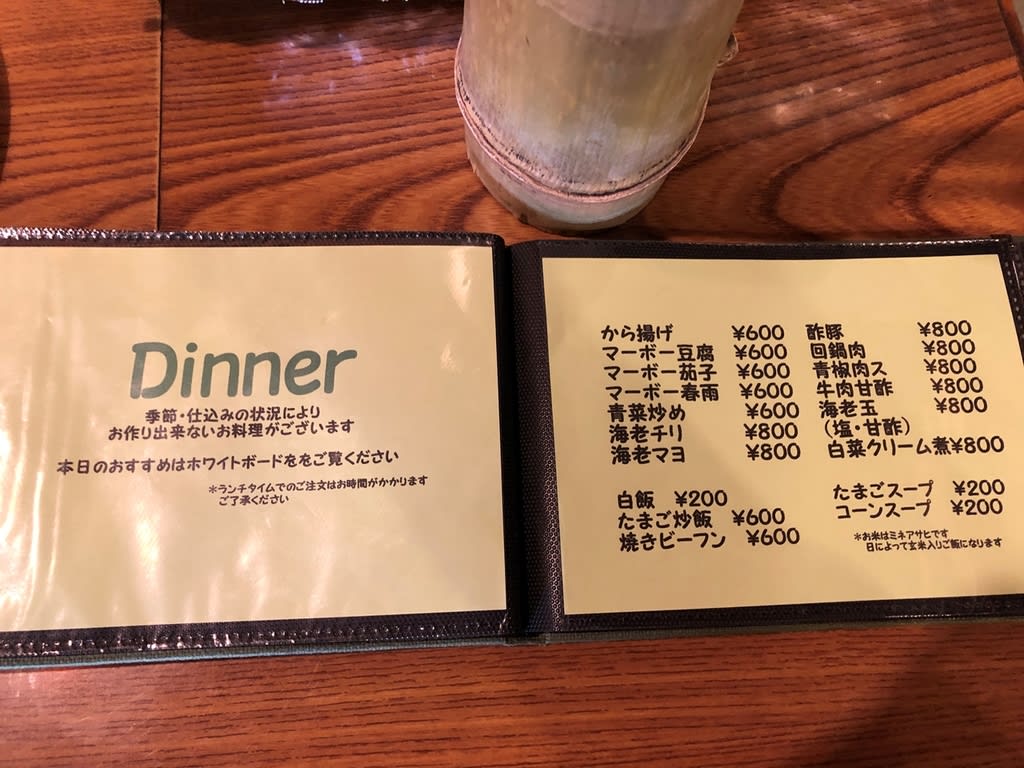 Dinner
季節・仕込みの状況により
お作り出来ないお料理がございます
本日のおすすめはホワイトボードををご覧ください
*ランチタイムでのご注文はお時間がかかります
ご了承ください
から揚げ ¥600
マーボー豆腐 ¥600
マーボー茄子 ¥600
マーボー春雨 ¥600
青菜炒め ¥600
海老チリ ¥800
海老マヨ ¥800
酢豚 ¥800
回鍋肉 ¥800
青椒肉ス ¥800
牛肉甘酢 ¥800
海老玉 ¥800
(塩・甘酢)
白菜クリーム煮¥800
白飯 ¥200
たまご炒飯 ¥600
焼きビーフン ¥600
たまごスープ ¥200
コーンスープ ¥200
*お米はミネアサヒです
日によって玄米入りご飯になります